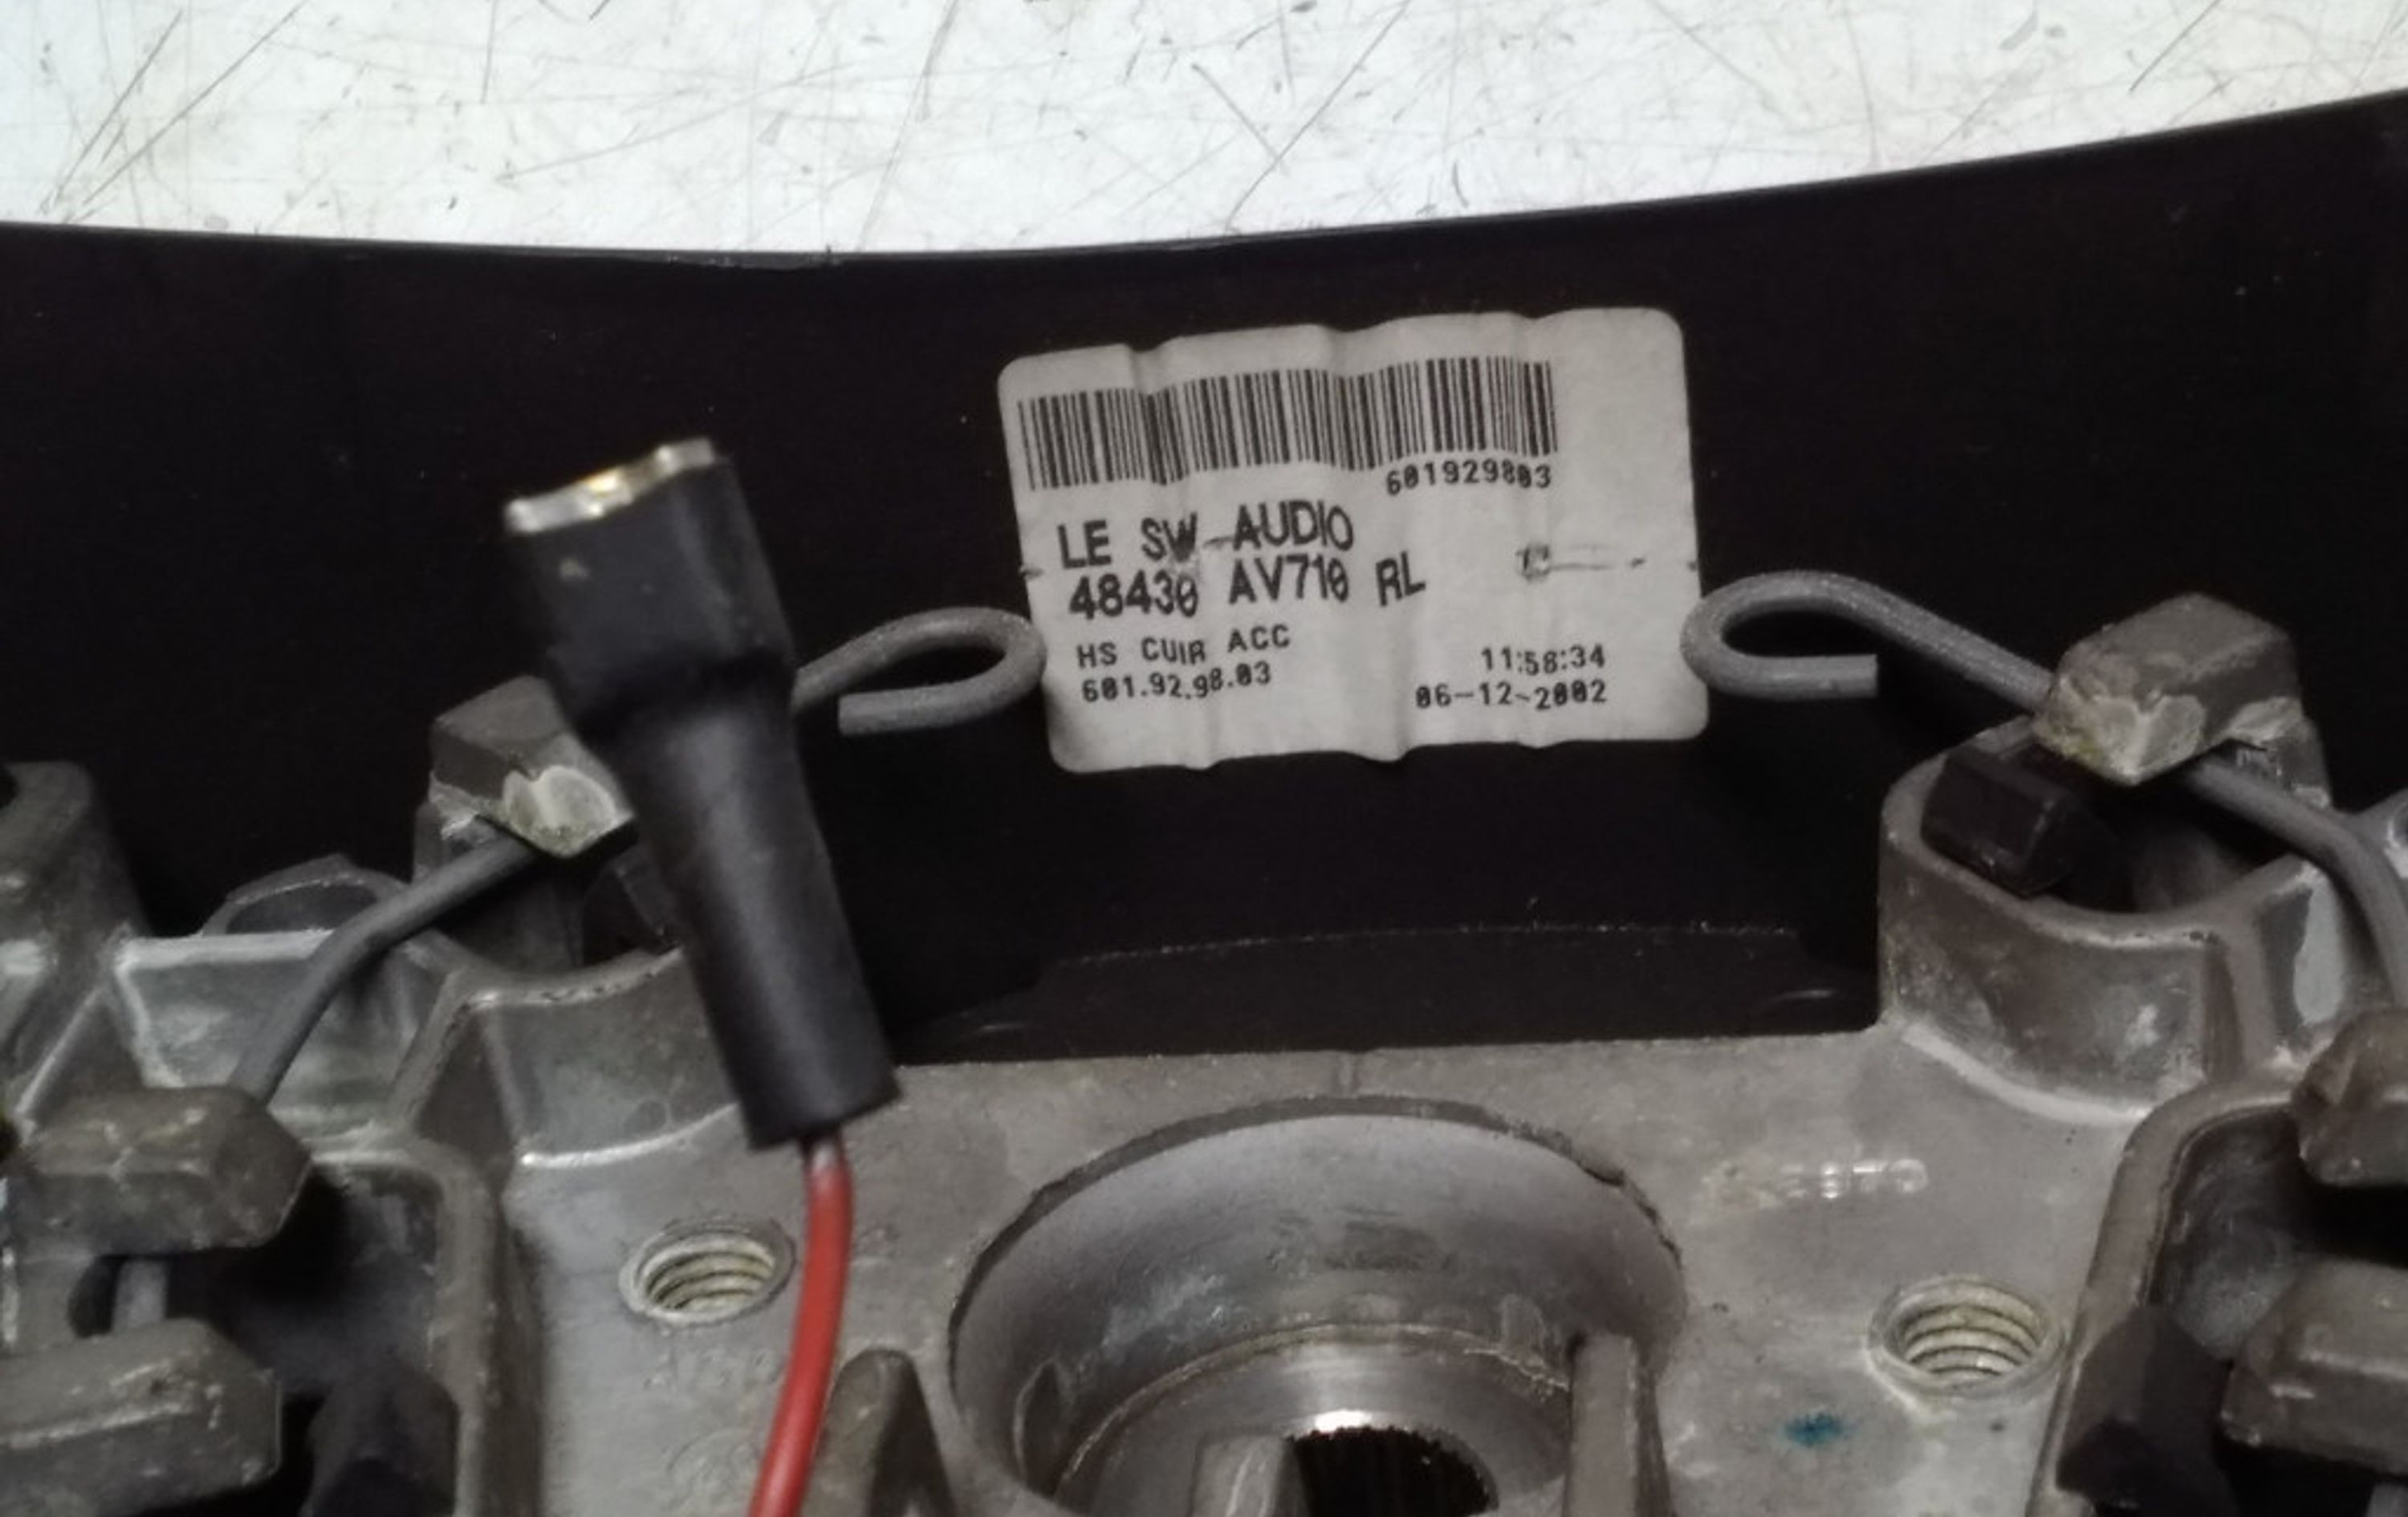 601929803
LE SW-AUDIO
48430 AV710 RL
HS CUIR ACC
11:58:34
601.92.98.03
06-12-2002